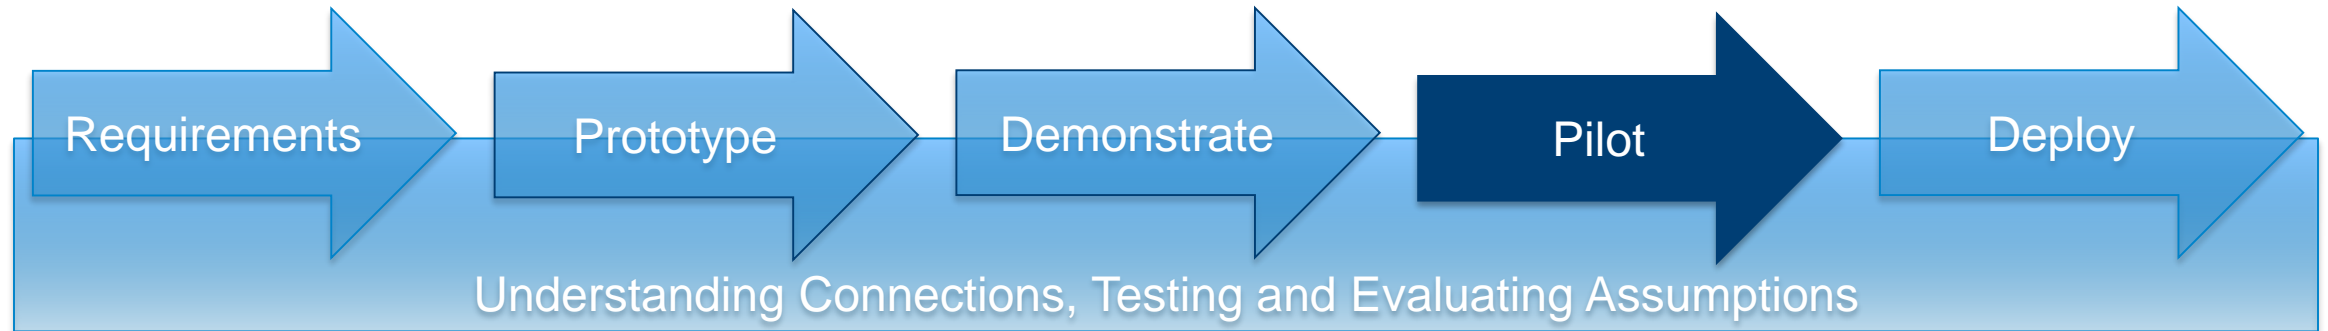 Requirements
Prototype
Demonstrate
Pilot
Deploy
Understanding Connections, Testing and Evaluating Assumptions